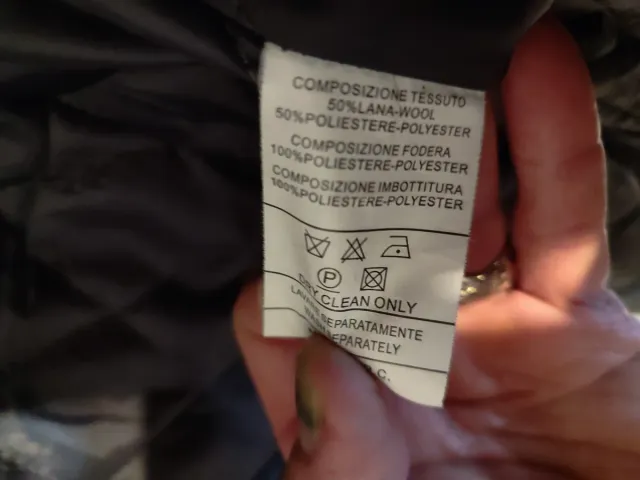 COMPOSIZIONE TESSUTO
50%LANA-WOOL
50%POLIESTERE-POLYESTER
COMPOSIZIONE FODERA
100%POLIESTERE-POLYESTER
COMPOSIZIONE IMBOTTITURA
100%POLIESTERE-POLYESTER
P
DRY CLEAN ONLY
SEPARATAMENTE
SEPARATELY